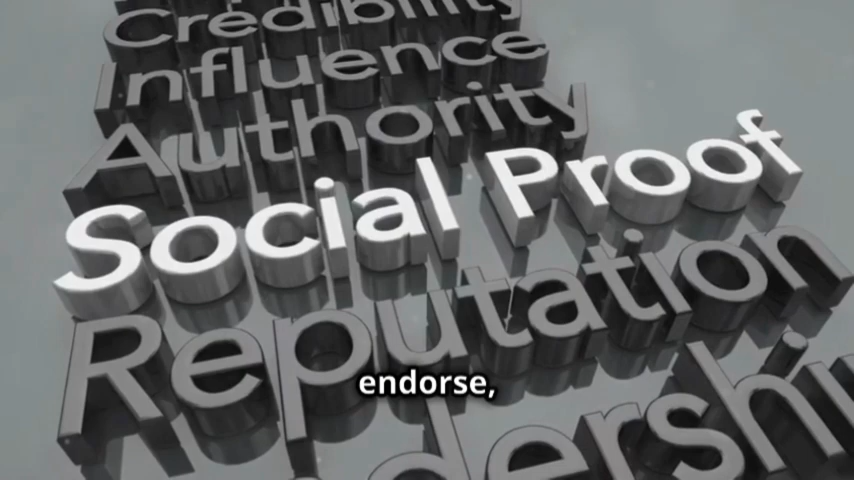 Credibility
Influence
Authority
Social Proof
Reputation
endorse,